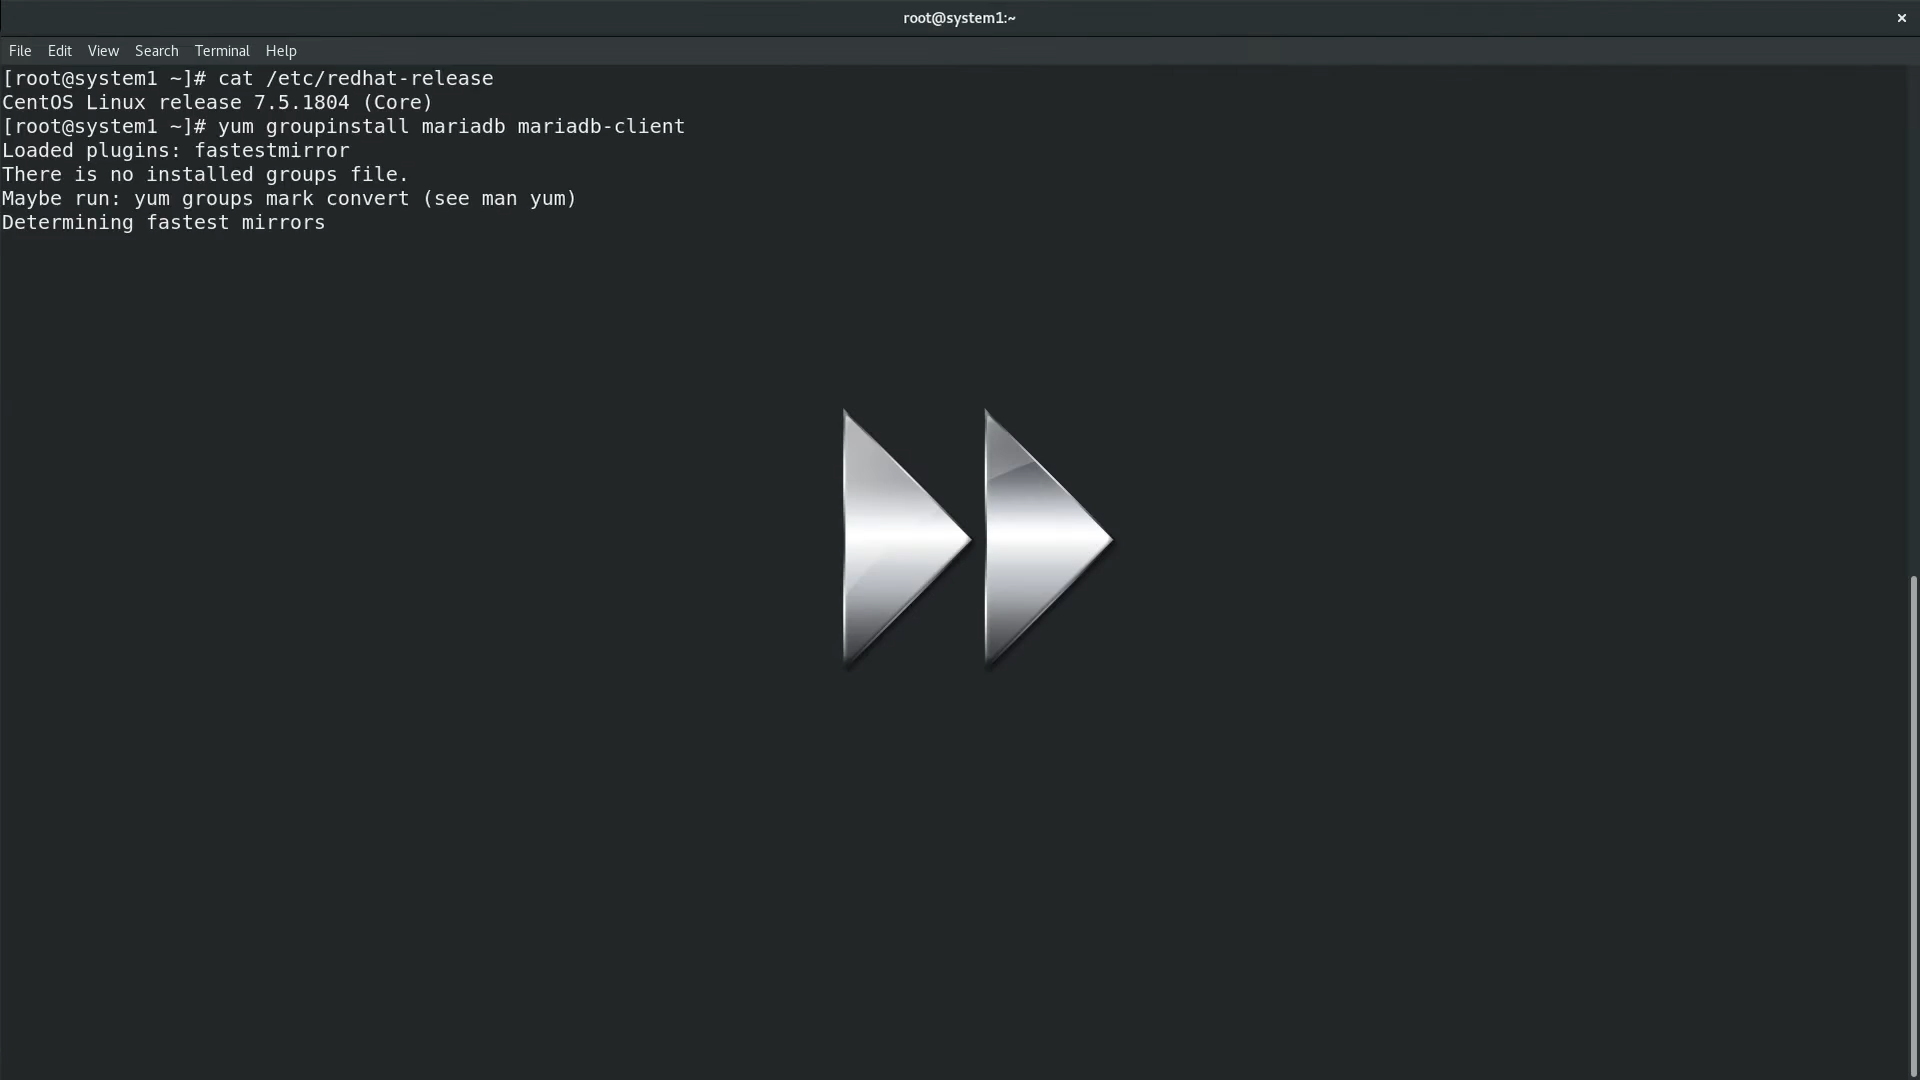 root@system1:~
×
File Edit View Search Terminal Help
[root@system1 ~]# cat /etc/redhat-release
CentOS Linux release 7.5.1804 (Core)
[root@system1 ~]# yum groupinstall mariadb mariadb-client
Loaded plugins: fastestmirror
There is no installed groups file.
Maybe run: yum groups mark convert (see man yum)
Determining fastest mirrors